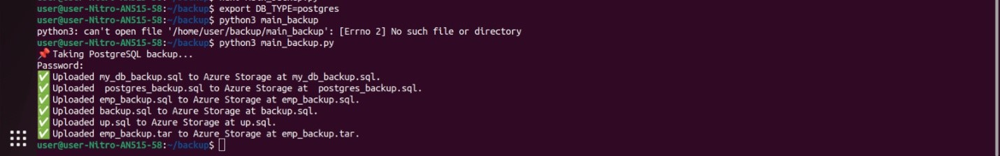 user@user-Nitro-AN515-58:~/backup$ export DB_TYPE=postgres
user@user-Nitro-AN515-58:~/backup$ python3 main_backup
python3: can't open file '/home/user/backup/main_backup': [Errno 2] No such file or directory
user@user-Nitro-AN515-58:~/backup$ python3 main_backup.py
📌 Taking PostgreSQL backup...
Password:
✅ Uploaded my_db_backup.sql to Azure Storage at my_db_backup.sql.
✅ Uploaded  postgres_backup.sql to Azure Storage at  postgres_backup.sql.
✅ Uploaded emp_backup.sql to Azure Storage at emp_backup.sql.
✅ Uploaded backup.sql to Azure Storage at backup.sql.
✅ Uploaded up.sql to Azure Storage at up.sql.
✅ Uploaded emp_backup.tar to Azure Storage at emp_backup.tar.
user@user-Nitro-AN515-58:~/backup$